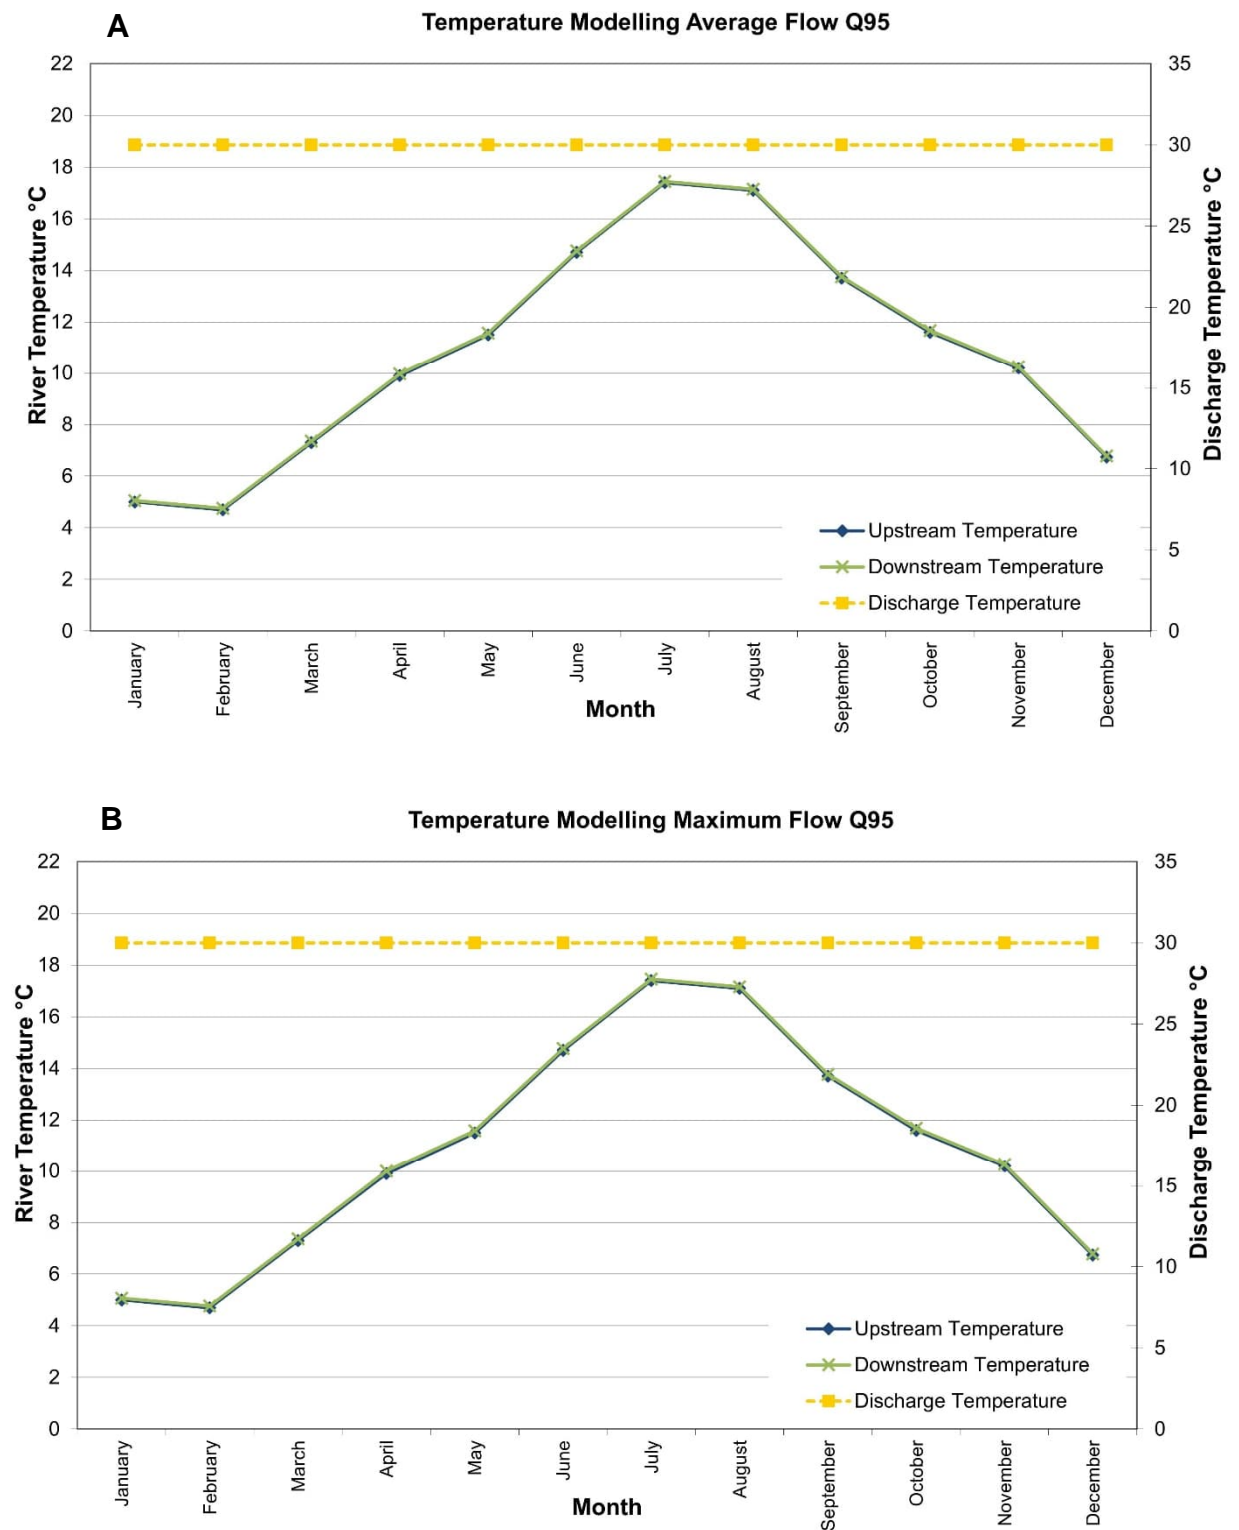 A
Temperature Modelling Average Flow Q95
22
20
18
16
14
12
10
8
6
4
2
0
River Temperature °C
35
30
25
20
15
10
5
0
Discharge Temperature °C
Upstream Temperature
Downstream Temperature
Discharge Temperature
January
February
March
April
May
June
July
August
September
October
November
December
Month
B
Temperature Modelling Maximum Flow Q95
22
20
18
16
14
12
10
8
6
4
2
0
River Temperature °C
35
30
25
20
15
10
5
0
Discharge Temperature °C
Upstream Temperature
Downstream Temperature
Discharge Temperature
January
February
March
April
May
June
July
August
September
October
November
December
Month